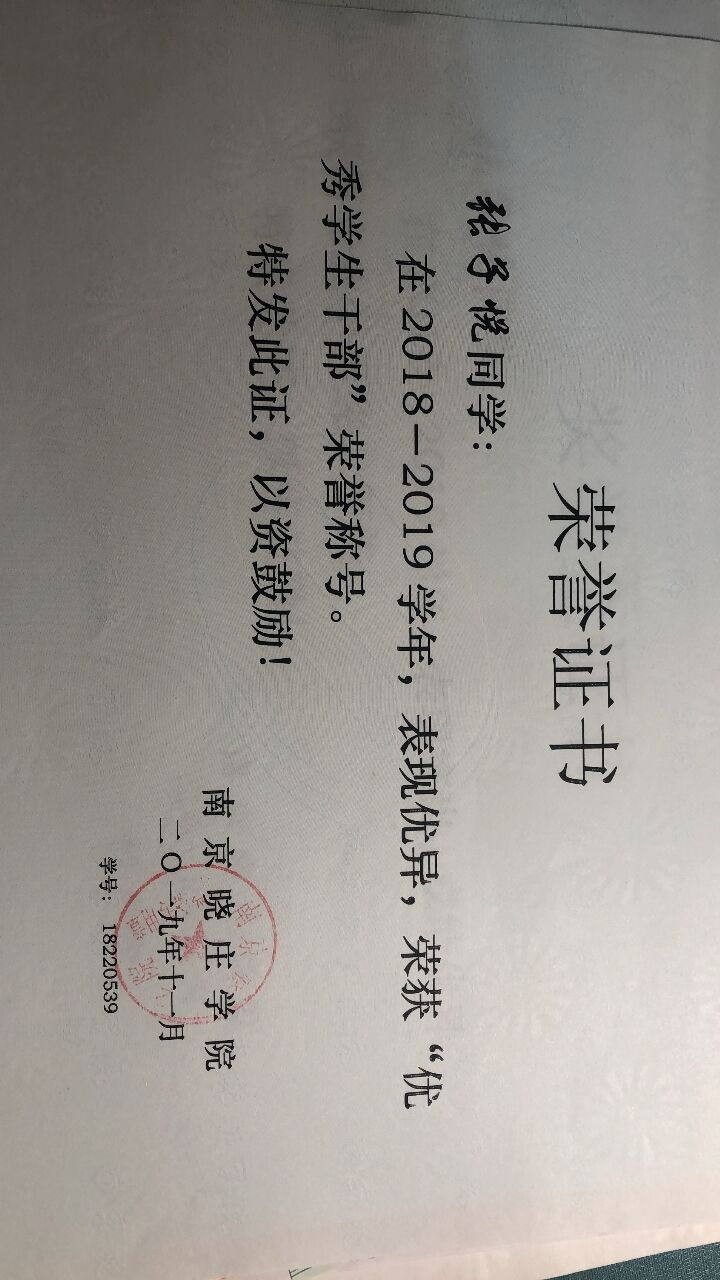 荣誉证书
张子悦同学：
在2018-2019学年，表现优异，荣获“优
秀学生干部”荣誉称号。
特发此证，以资鼓励！
南京晓庄学院
二〇一九年十一月
学号：18220539